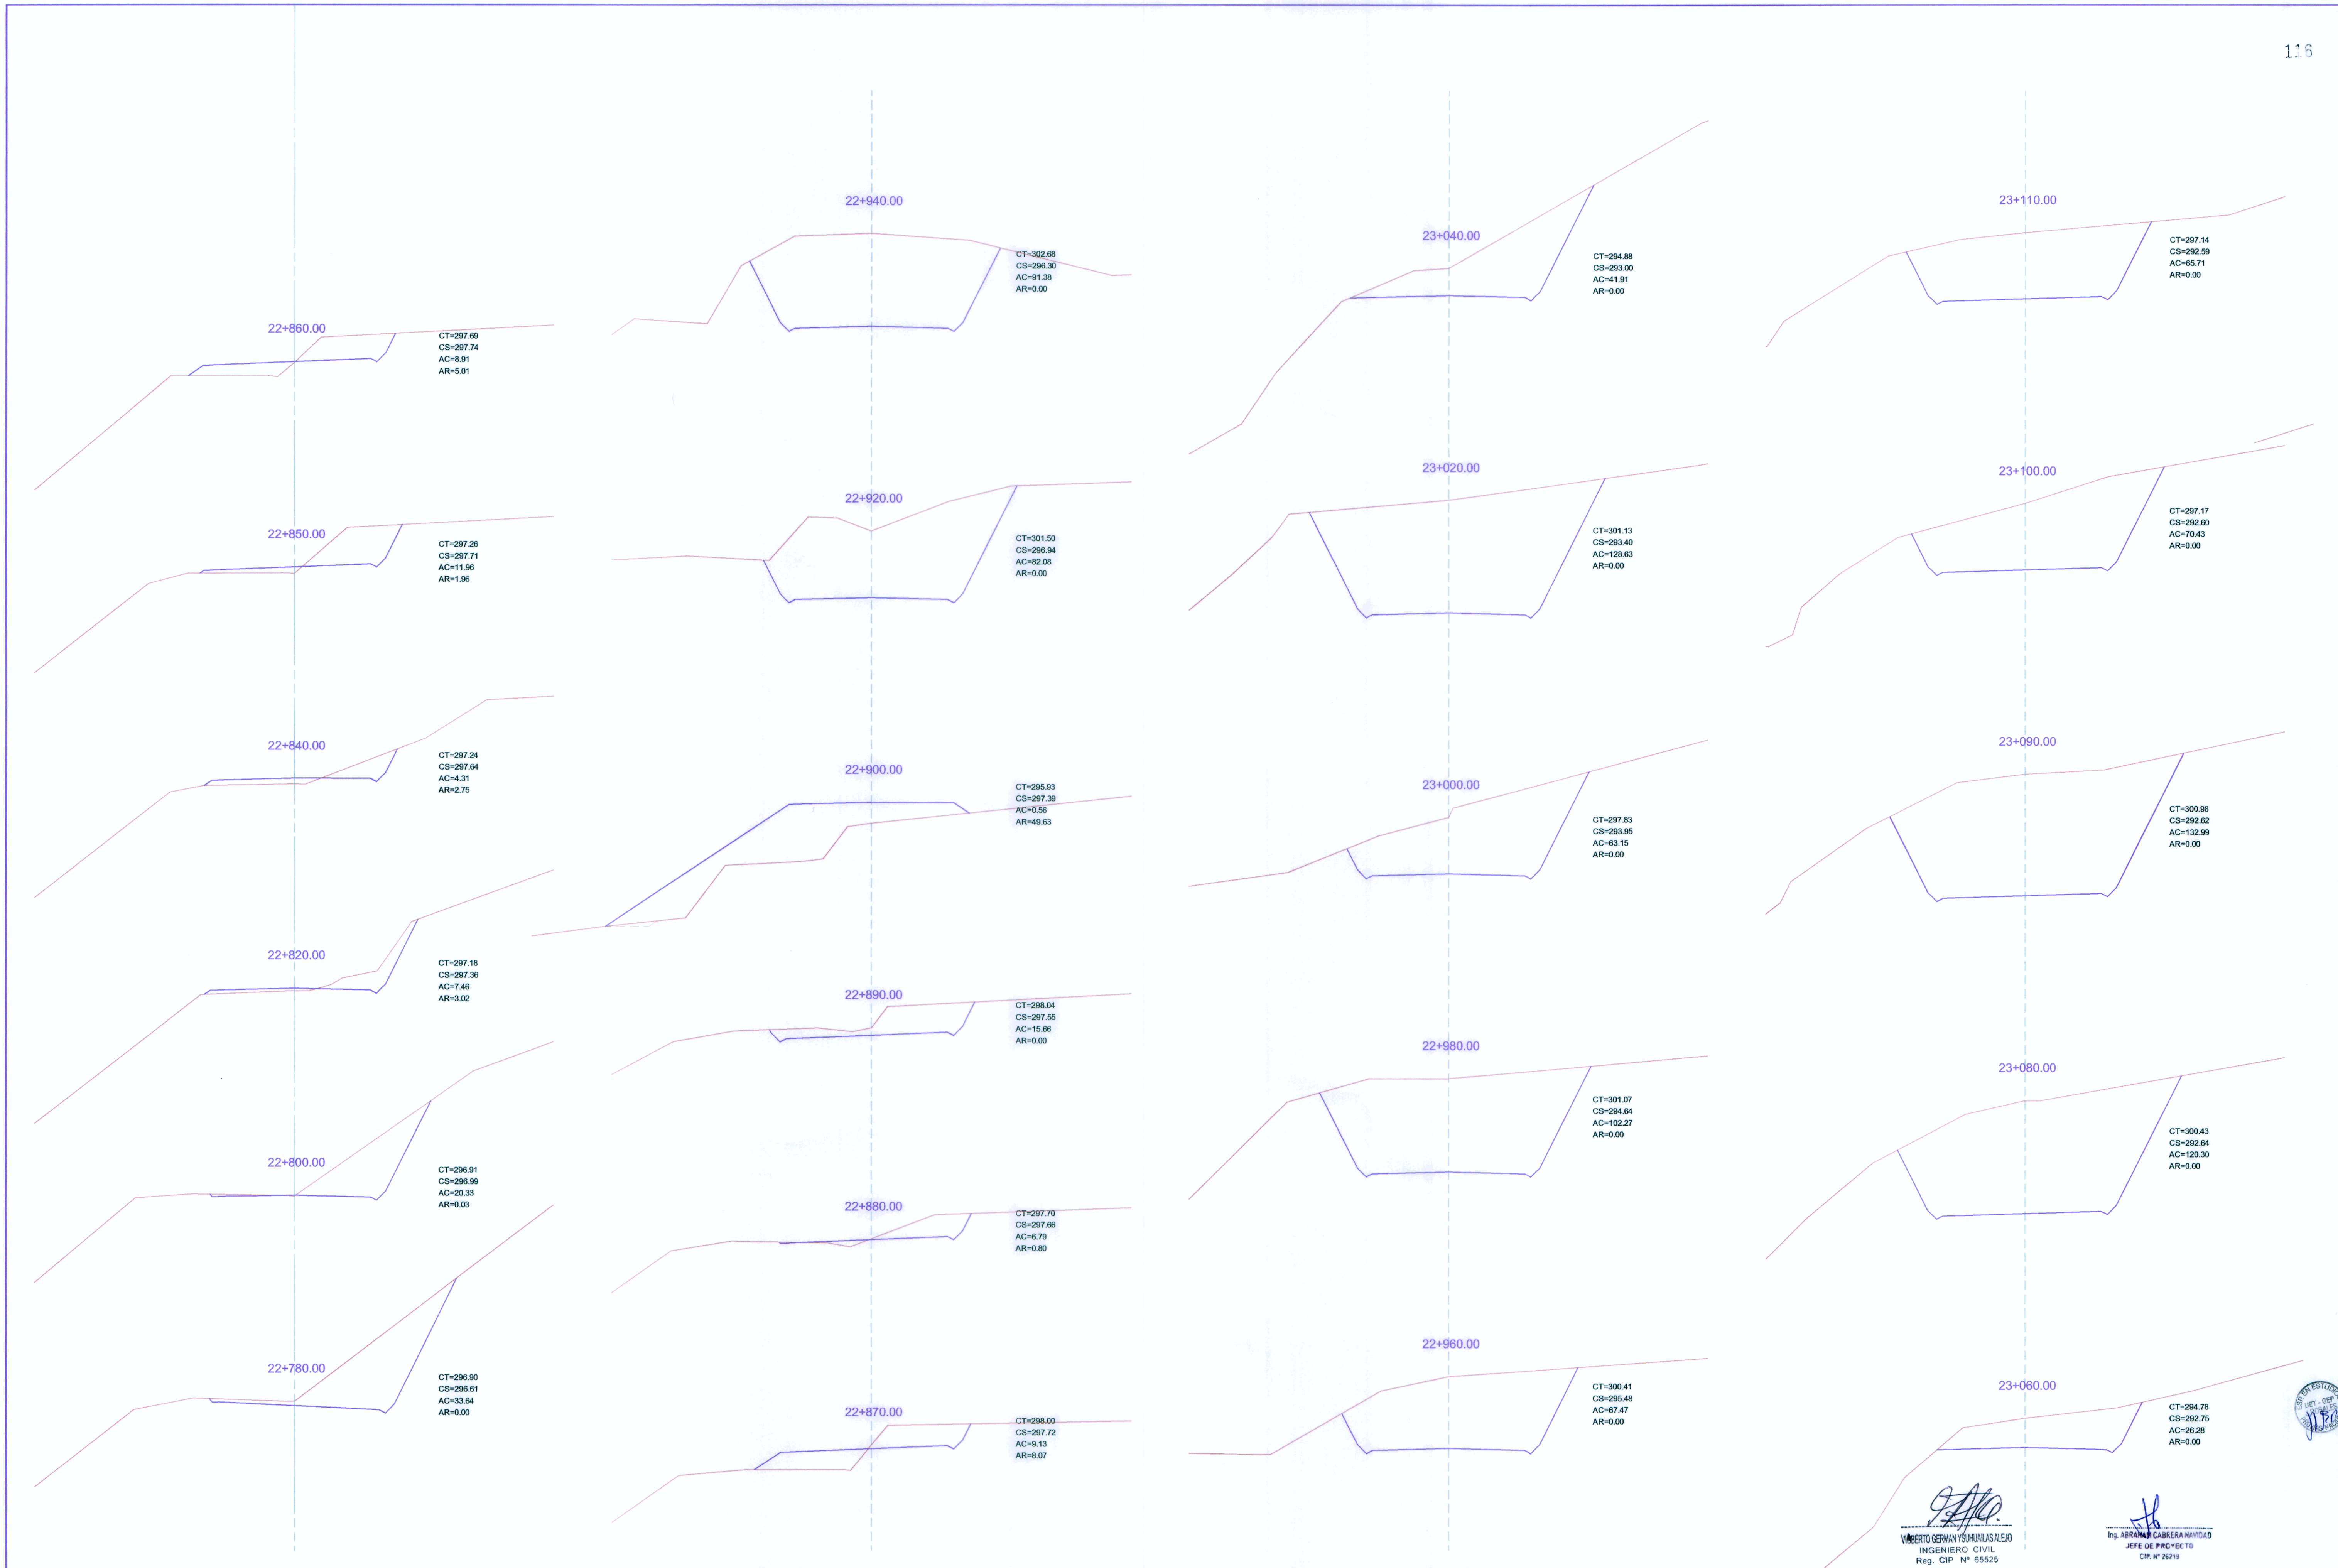 116
22+860.00
CT=297.69
CS=297.74
AC=8.91
AR=5.01
22+850.00
CT=297.26
CS=297.71
AC=11.96
AR=1.96
22+840.00
CT=297.24
CS=297.64
AC=4.31
AR=2.75
22+820.00
CT=297.18
CS=297.36
AC=7.46
AR=3.02
22+800.00
CT=296.91
CS=296.99
AC=20.33
AR=0.03
22+780.00
CT=296.90
CS=296.61
AC=33.64
AR=0.00
22+940.00
CT=302.68
CS=296.30
AC=91.38
AR=0.00
22+920.00
CT=301.50
CS=296.94
AC=82.08
AR=0.00
22+900.00
CT=295.93
CS=297.39
AC=0.56
AR=49.63
22+890.00
CT=298.04
CS=297.55
AC=15.66
AR=0.00
22+880.00
CT=297.70
CS=297.66
AC=6.79
AR=0.80
22+870.00
CT=298.00
CS=297.72
AC=9.13
AR=8.07
23+040.00
CT=294.88
CS=293.00
AC=41.91
AR=0.00
23+020.00
CT=301.13
CS=293.40
AC=128.63
AR=0.00
23+000.00
CT=297.83
CS=293.95
AC=63.15
AR=0.00
22+980.00
CT=301.07
CS=294.64
AC=102.27
AR=0.00
22+960.00
CT=300.41
CS=295.48
AC=67.47
AR=0.00
23+110.00
CT=297.14
CS=292.59
AC=65.71
AR=0.00
23+100.00
CT=297.17
CS=292.60
AC=70.43
AR=0.00
23+090.00
CT=300.98
CS=292.62
AC=132.99
AR=0.00
23+080.00
CT=300.43
CS=292.64
AC=120.30
AR=0.00
23+060.00
CT=294.78
CS=292.75
AC=26.28
AR=0.00
GERMAN YSUHUAILAS ALEJO
INGENIERO CIVIL
Reg. CIP Nº 65525
Ing. ABRAHAM CABRERA NAVIDAD
JEFE DE PROYECTO
CIP. Nº 26219